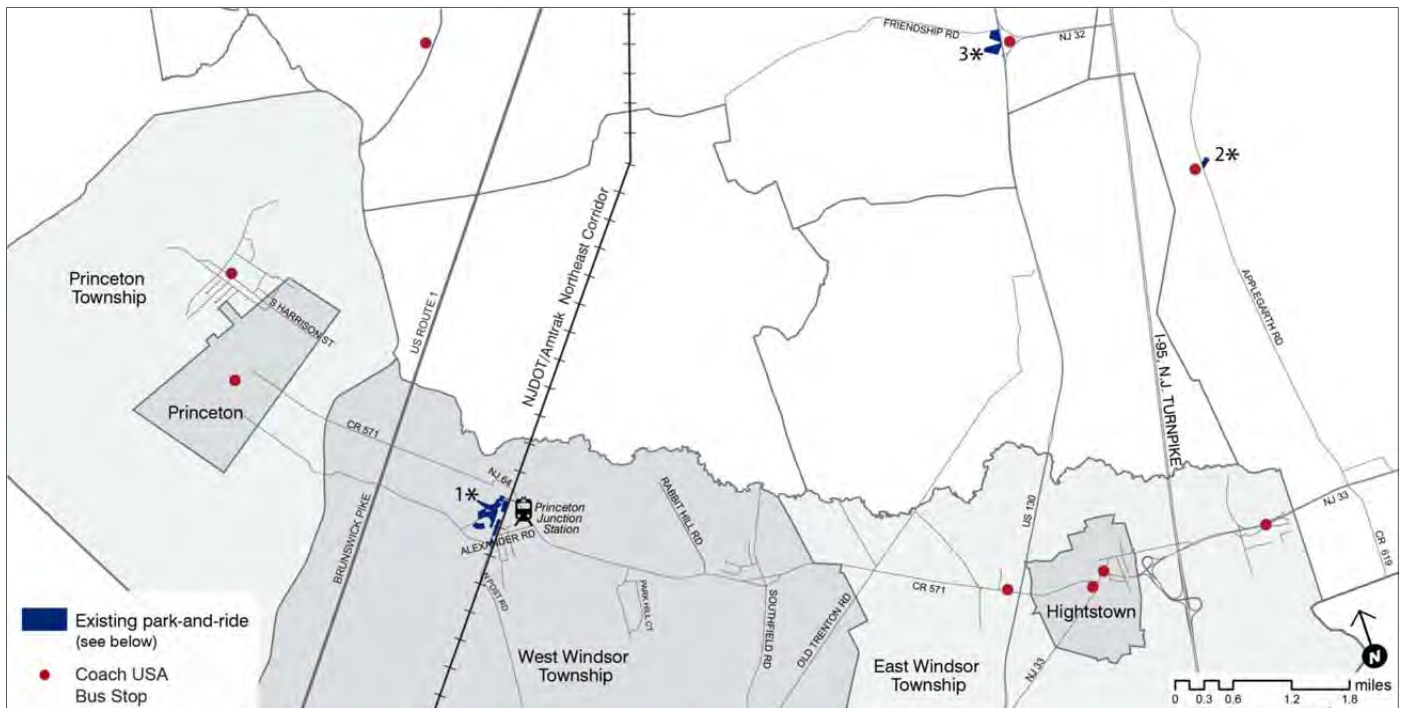 FRIENDSHIP RD
NJ 32
3*
2*
NJDOT/Amtrak Northeast Corridor
Princeton
Township
S HARRISON ST
US ROUTE 1
APPLEGARTH RD
I-95, N.J. TURNPIKE
Princeton
CR 571
NJ 64
1*
Princeton
Junction
Station
RABBIT HILL RD
US 130
NJ 33
BRUNSWICK PIKE
ALEXANDER RD
CR 619
N POST RD
PARK HILL CT
SOUTHFIELD RD
OLD TRENTON RD
CR 571
Hightstown
Existing park-and-ride
(see below)
West Windsor
Township
East Windsor
Township
NJ 33
N
Coach USA
Bus Stop
miles
0 0.3 0.6 1.2 1.8